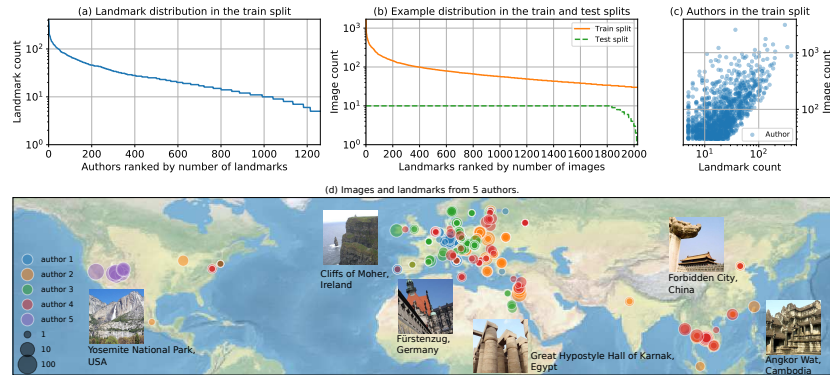 (a) Landmark distribution in the train split
(b) Example distribution in the train and test splits
(c) Authors in the train split
Landmark count
10²
10¹
10⁰
0 200 400 600 800 1000 1200
Authors ranked by number of landmarks
Image count
10³
10²
10¹
10⁰
0 200 400 600 800 1000 1200 1400 1600 1800 2000
Landmarks ranked by number of images
Train split
Test split
10¹ 10²
Landmark count
10³
10²
Image count
Author
(d) Images and landmarks from 5 authors.
author 1
author 2
author 3
author 4
author 5
1
10
100
Yosemite National Park,
USA
Cliffs of Moher,
Ireland
Fürstenzug,
Germany
Great Hypostyle Hall of Karnak,
Egypt
Forbidden City,
China
Angkor Wat,
Cambodia